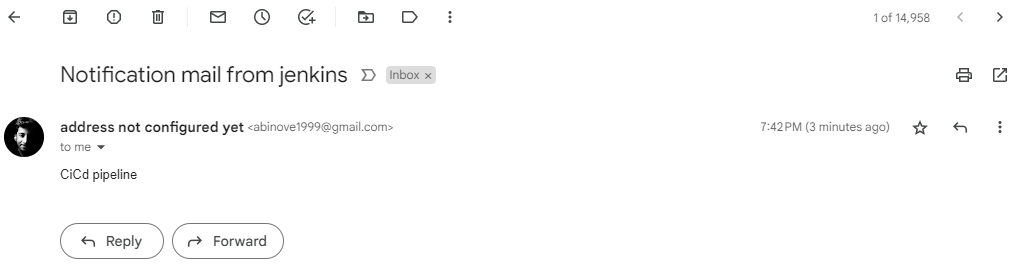 1 of 14,958
Notification mail from jenkins Inbox ×
address not configured yet <abinove1999@gmail.com> 7:42 PM (3 minutes ago)
to me
CiCd pipeline
Reply Forward